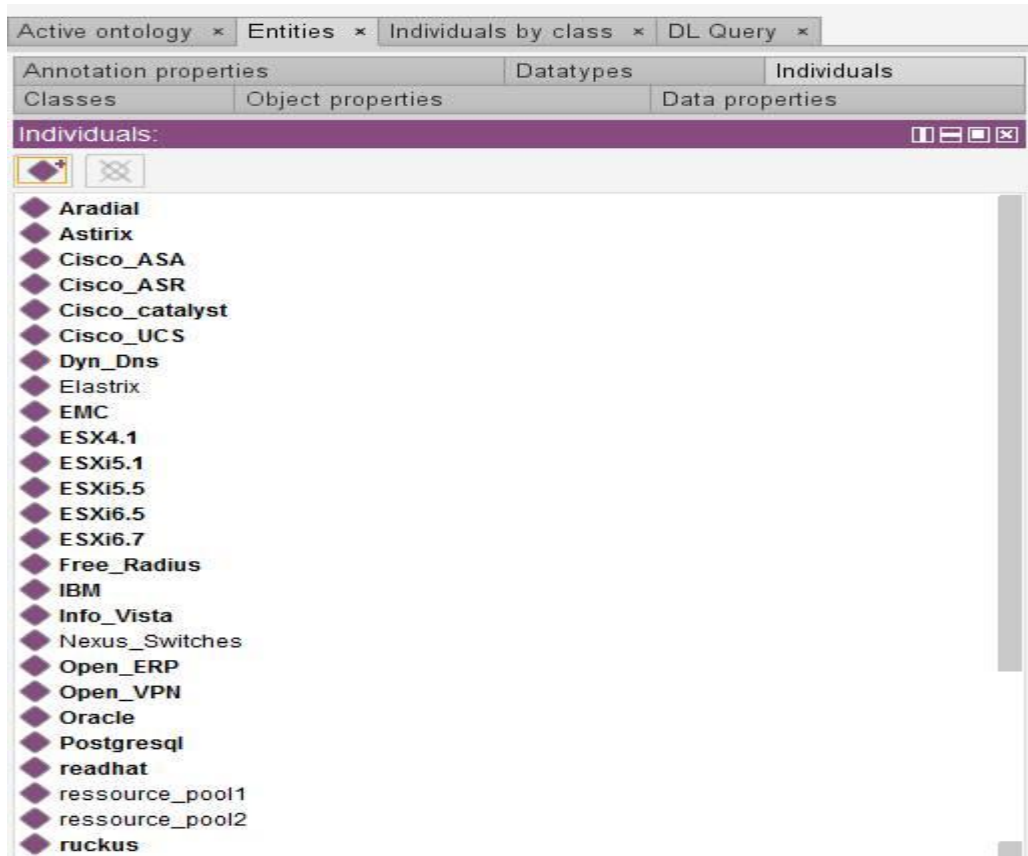 Active ontology × Entities × Individuals by class × DL Query ×
Annotation properties Datatypes Individuals
Classes Object properties Data properties
Individuals:
Aradial
Astirix
Cisco_ASA
Cisco_ASR
Cisco_catalyst
Cisco_UCS
Dyn_Dns
Elastrix
EMC
ESX4.1
ESXi5.1
ESXi5.5
ESXi6.5
ESXi6.7
Free_Radius
IBM
Info_Vista
Nexus_Switches
Open_ERP
Open_VPN
Oracle
Postgresql
readhat
ressource_pool1
ressource_pool2
ruckus